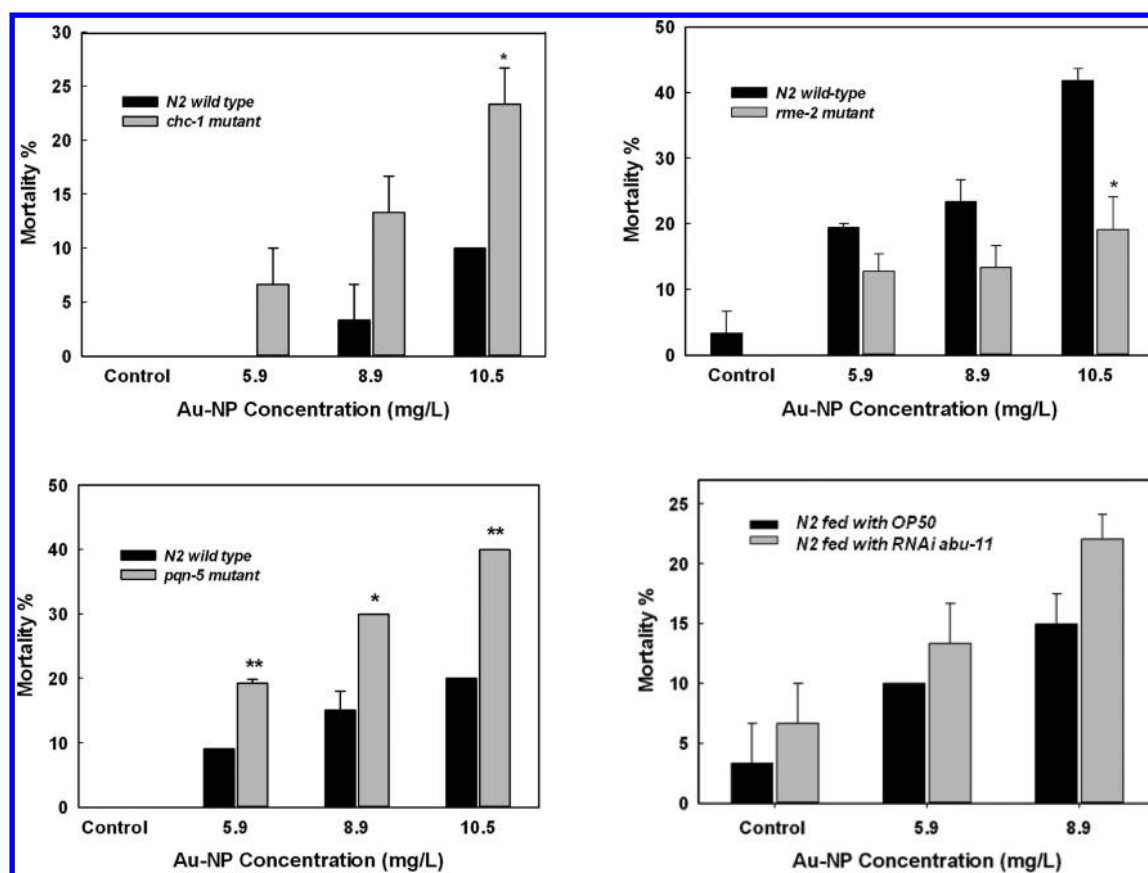 30
25
20
15
10
5
0
Mortality %
N2 wild type
chc-1 mutant
*
Control 5.9 8.9 10.5
Au-NP Concentration (mg/L)
50
40
30
20
10
0
Mortality %
N2 wild-type
rme-2 mutant
*
Control 5.9 8.9 10.5
Au-NP Concentration (mg/L)
50
40
30
20
10
0
Mortality %
N2 wild type
pqn-5 mutant
** * **
Control 5.9 8.9 10.5
Au-NP Concentration (mg/L)
25
20
15
10
5
0
Mortality %
N2 fed with OP50
N2 fed with RNAi abu-11
Control 5.9 8.9
Au-NP Concentration (mg/L)